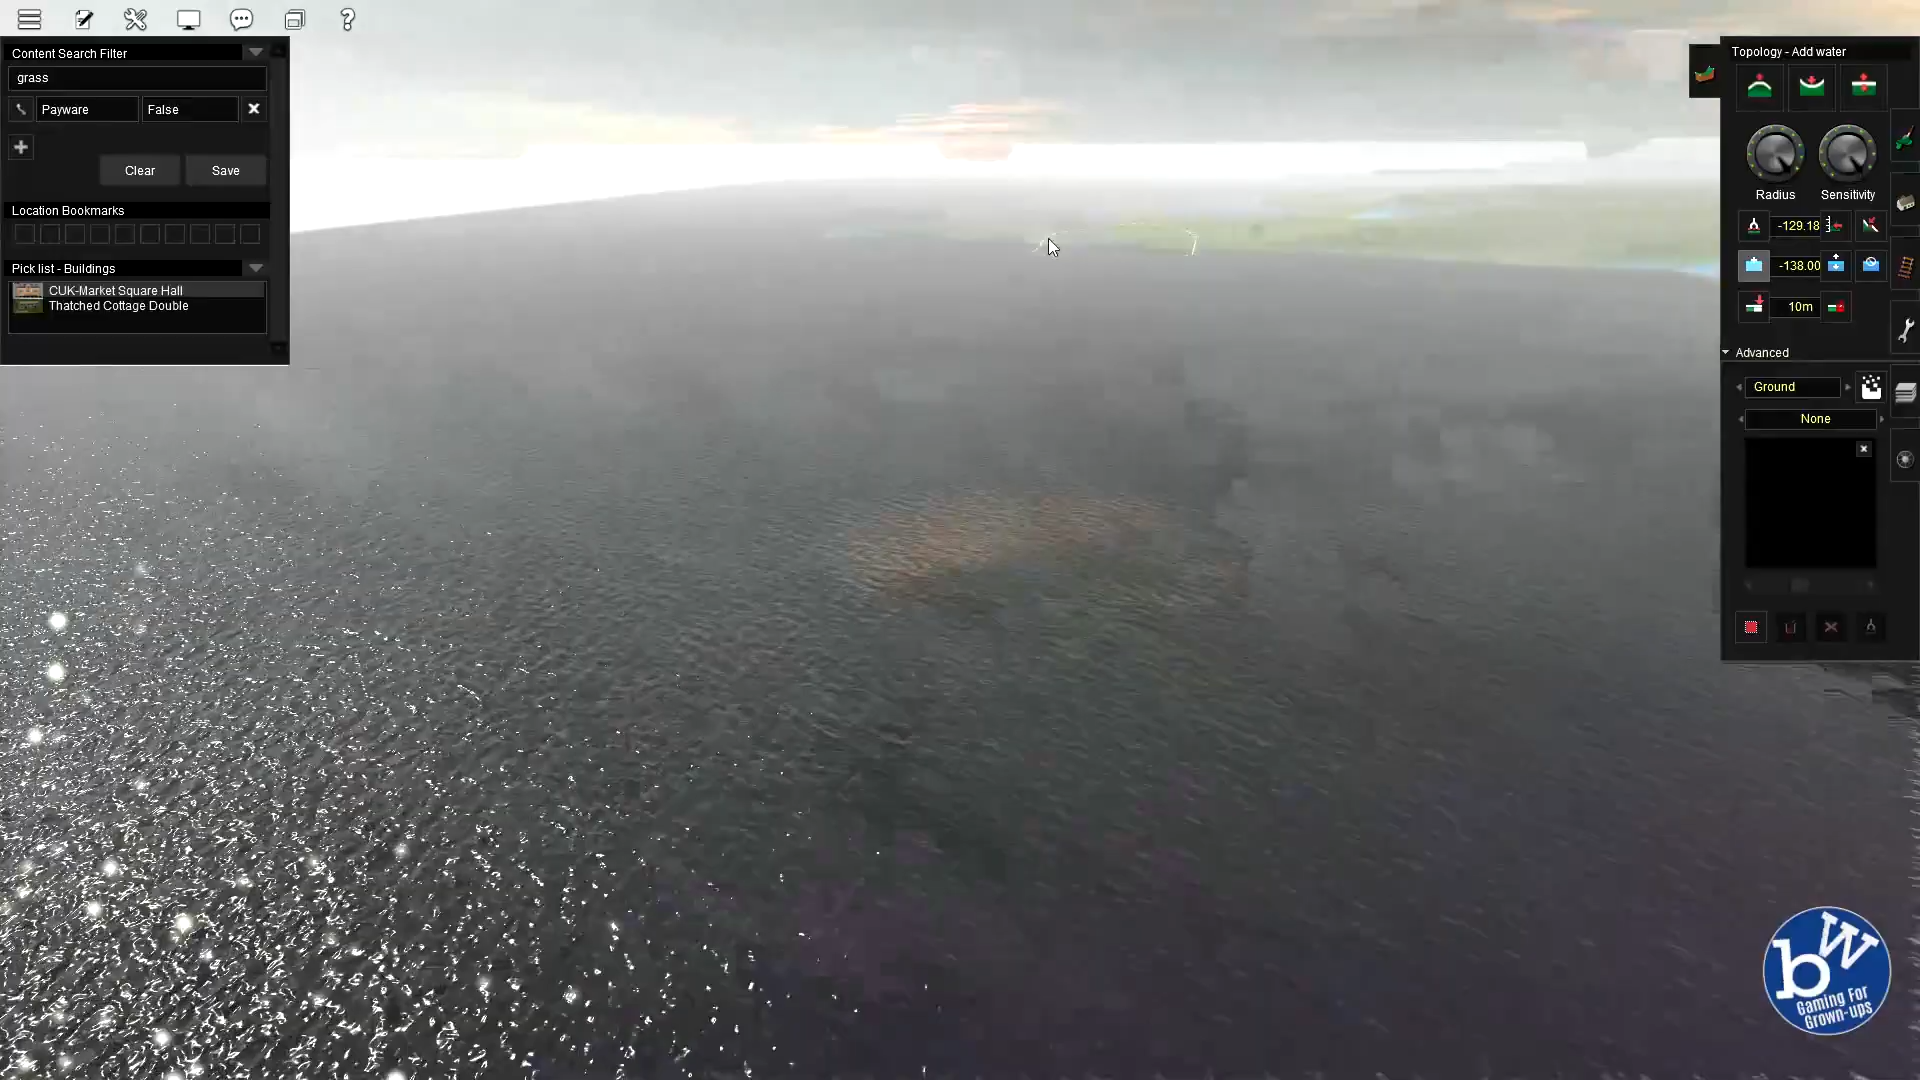 Content Search Filter
grass
Payware False
Clear Save
Location Bookmarks
Pick list - Buildings
CUK-Market Square Hall
Thatched Cottage Double
Topology - Add water
Radius Sensitivity
-129.18
-138.00
10m
Advanced
Ground
None
bw
Gaming For
Grown-ups